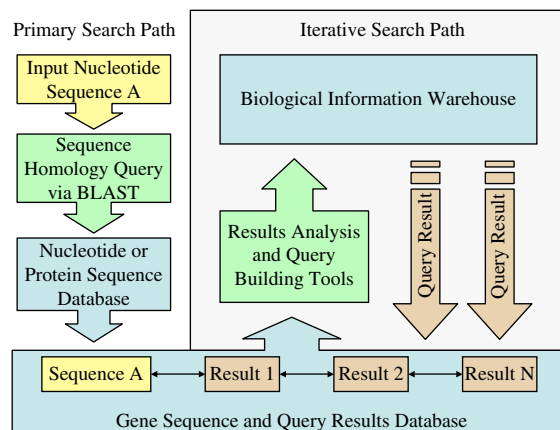 Primary Search Path
Input Nucleotide
Sequence A
Sequence
Homology Query
via BLAST
Nucleotide or
Protein Sequence
Database
Iterative Search Path
Biological Information Warehouse
Results Analysis
and Query
Building Tools
Query Result
Query Result
Sequence A
Result 1
Result 2
Result N
Gene Sequence and Query Results Database